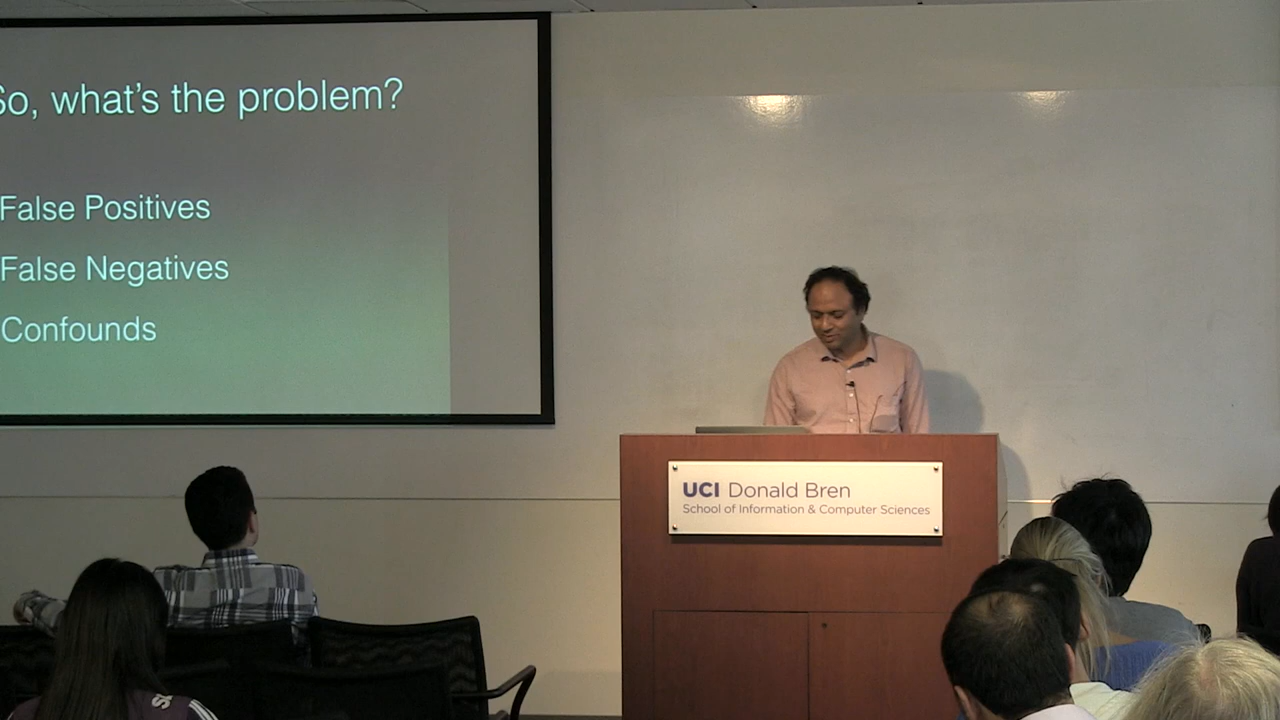 So, what's the problem?
False Positives
False Negatives
Confounds
UCI Donald Bren
School of Information & Computer Sciences